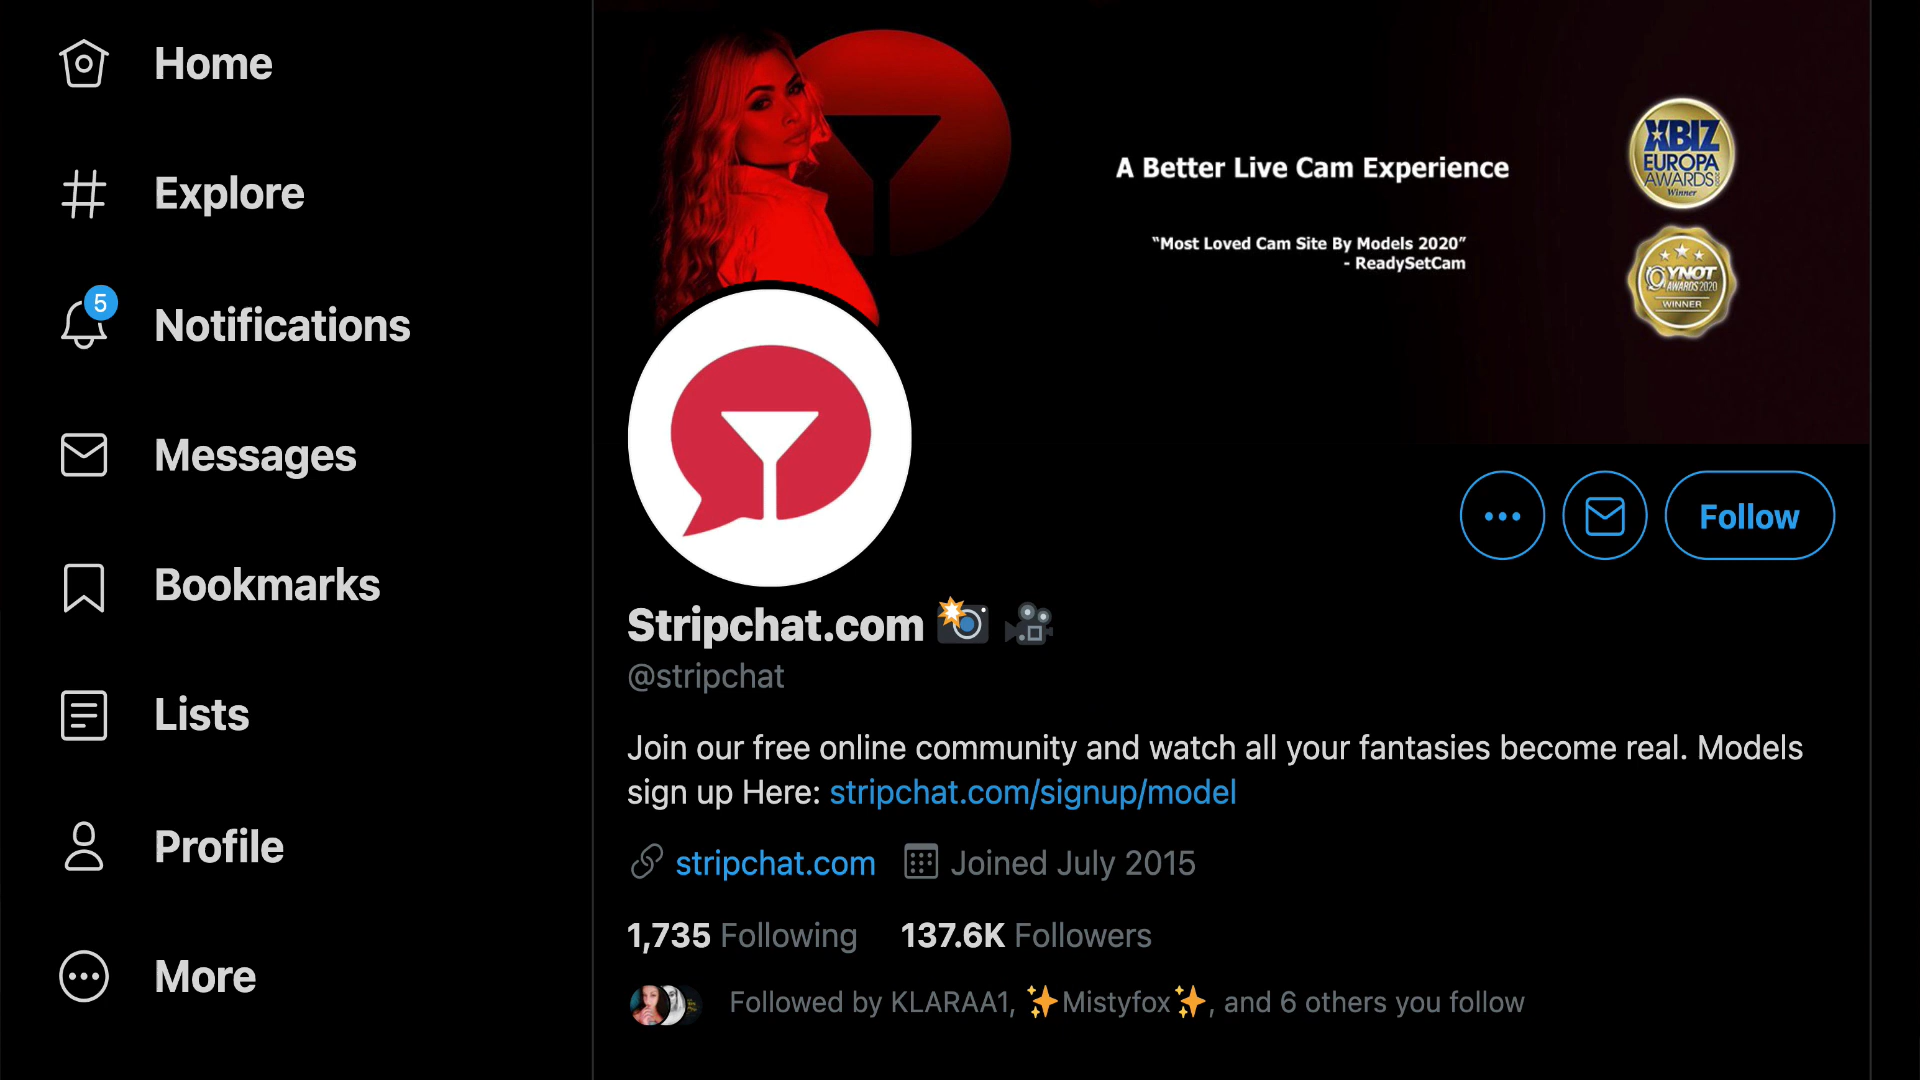 Home
Explore
5
Notifications
Messages
Bookmarks
Lists
Profile
More
A Better Live Cam Experience
“Most Loved Cam Site By Models 2020”
- ReadySetCam
XBIZ
EUROPA
AWARDS
Winner
YNOT
AWARDS 2020
WINNER
Follow
Stripchat.com
@stripchat
Join our free online community and watch all your fantasies become real. Models
sign up Here: stripchat.com/signup/model
stripchat.com Joined July 2015
1,735 Following 137.6K Followers
Followed by KLARAA1, ✨Mistyfox✨, and 6 others you follow